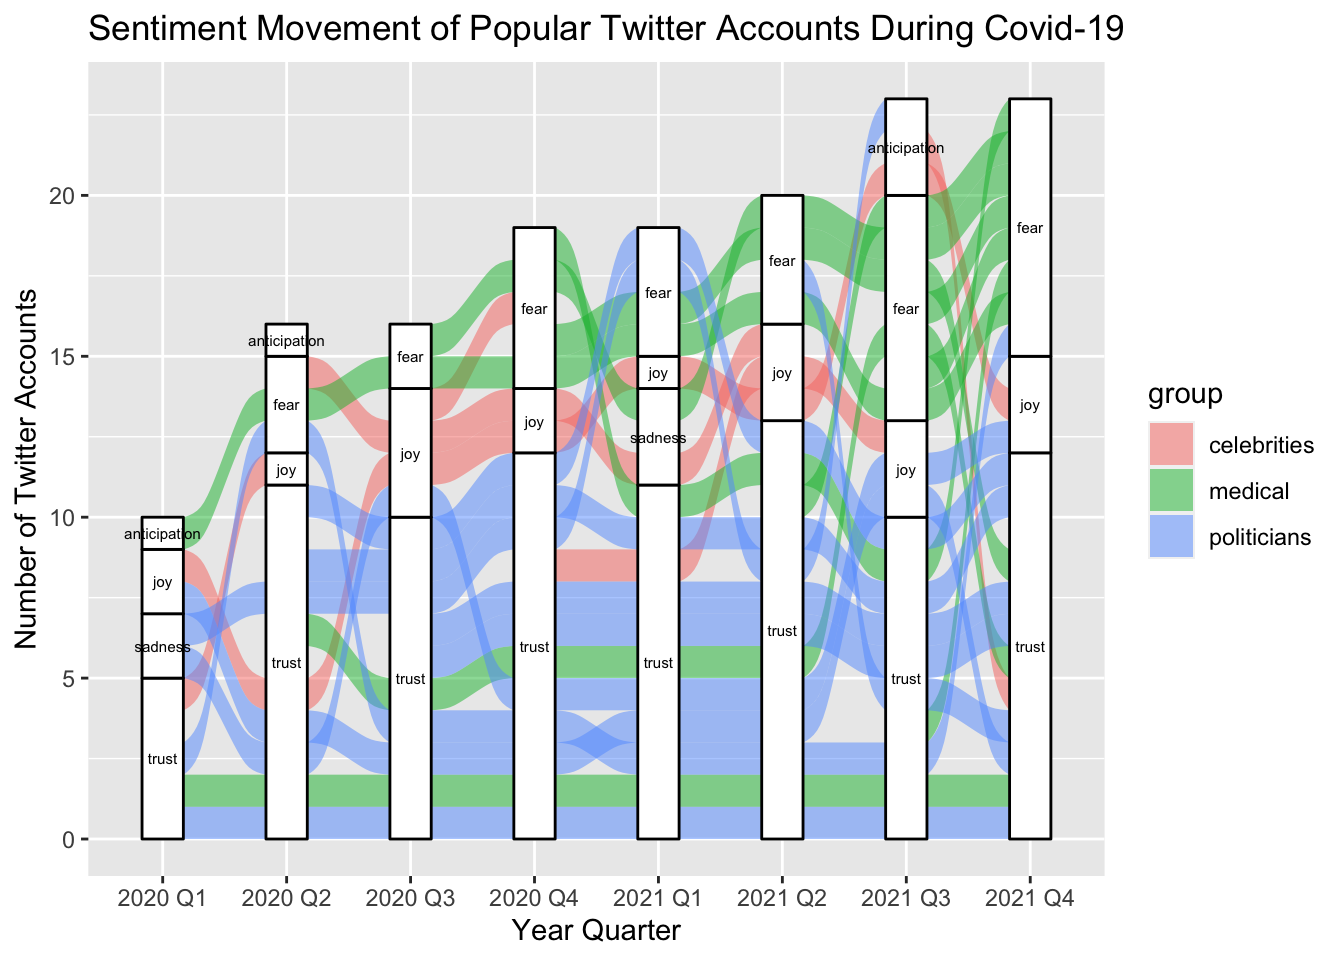 Sentiment Movement of Popular Twitter Accounts During Covid-19
Number of Twitter Accounts
20
15
10
5
0
anticipation
joy
sadness
trust
anticipation
fear
joy
trust
fear
joy
trust
fear
joy
trust
fear
joy
sadness
trust
fear
joy
trust
anticipation
fear
joy
trust
fear
joy
trust
2020 Q1
2020 Q2
2020 Q3
2020 Q4
2021 Q1
2021 Q2
2021 Q3
2021 Q4
Year Quarter
group
celebrities
medical
politicians